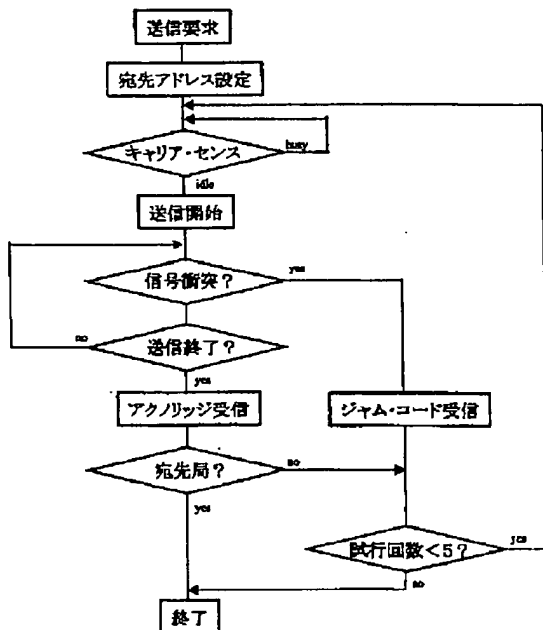 送信要求
宛先アドレス設定
キャリア・センス
busy
idle
送信開始
信号衝突?
yes
no
送信終了?
yes
アクノリッジ受信
ジャム・コード受信
宛先局?
no
yes
試行回数<5?
yes
no
終了